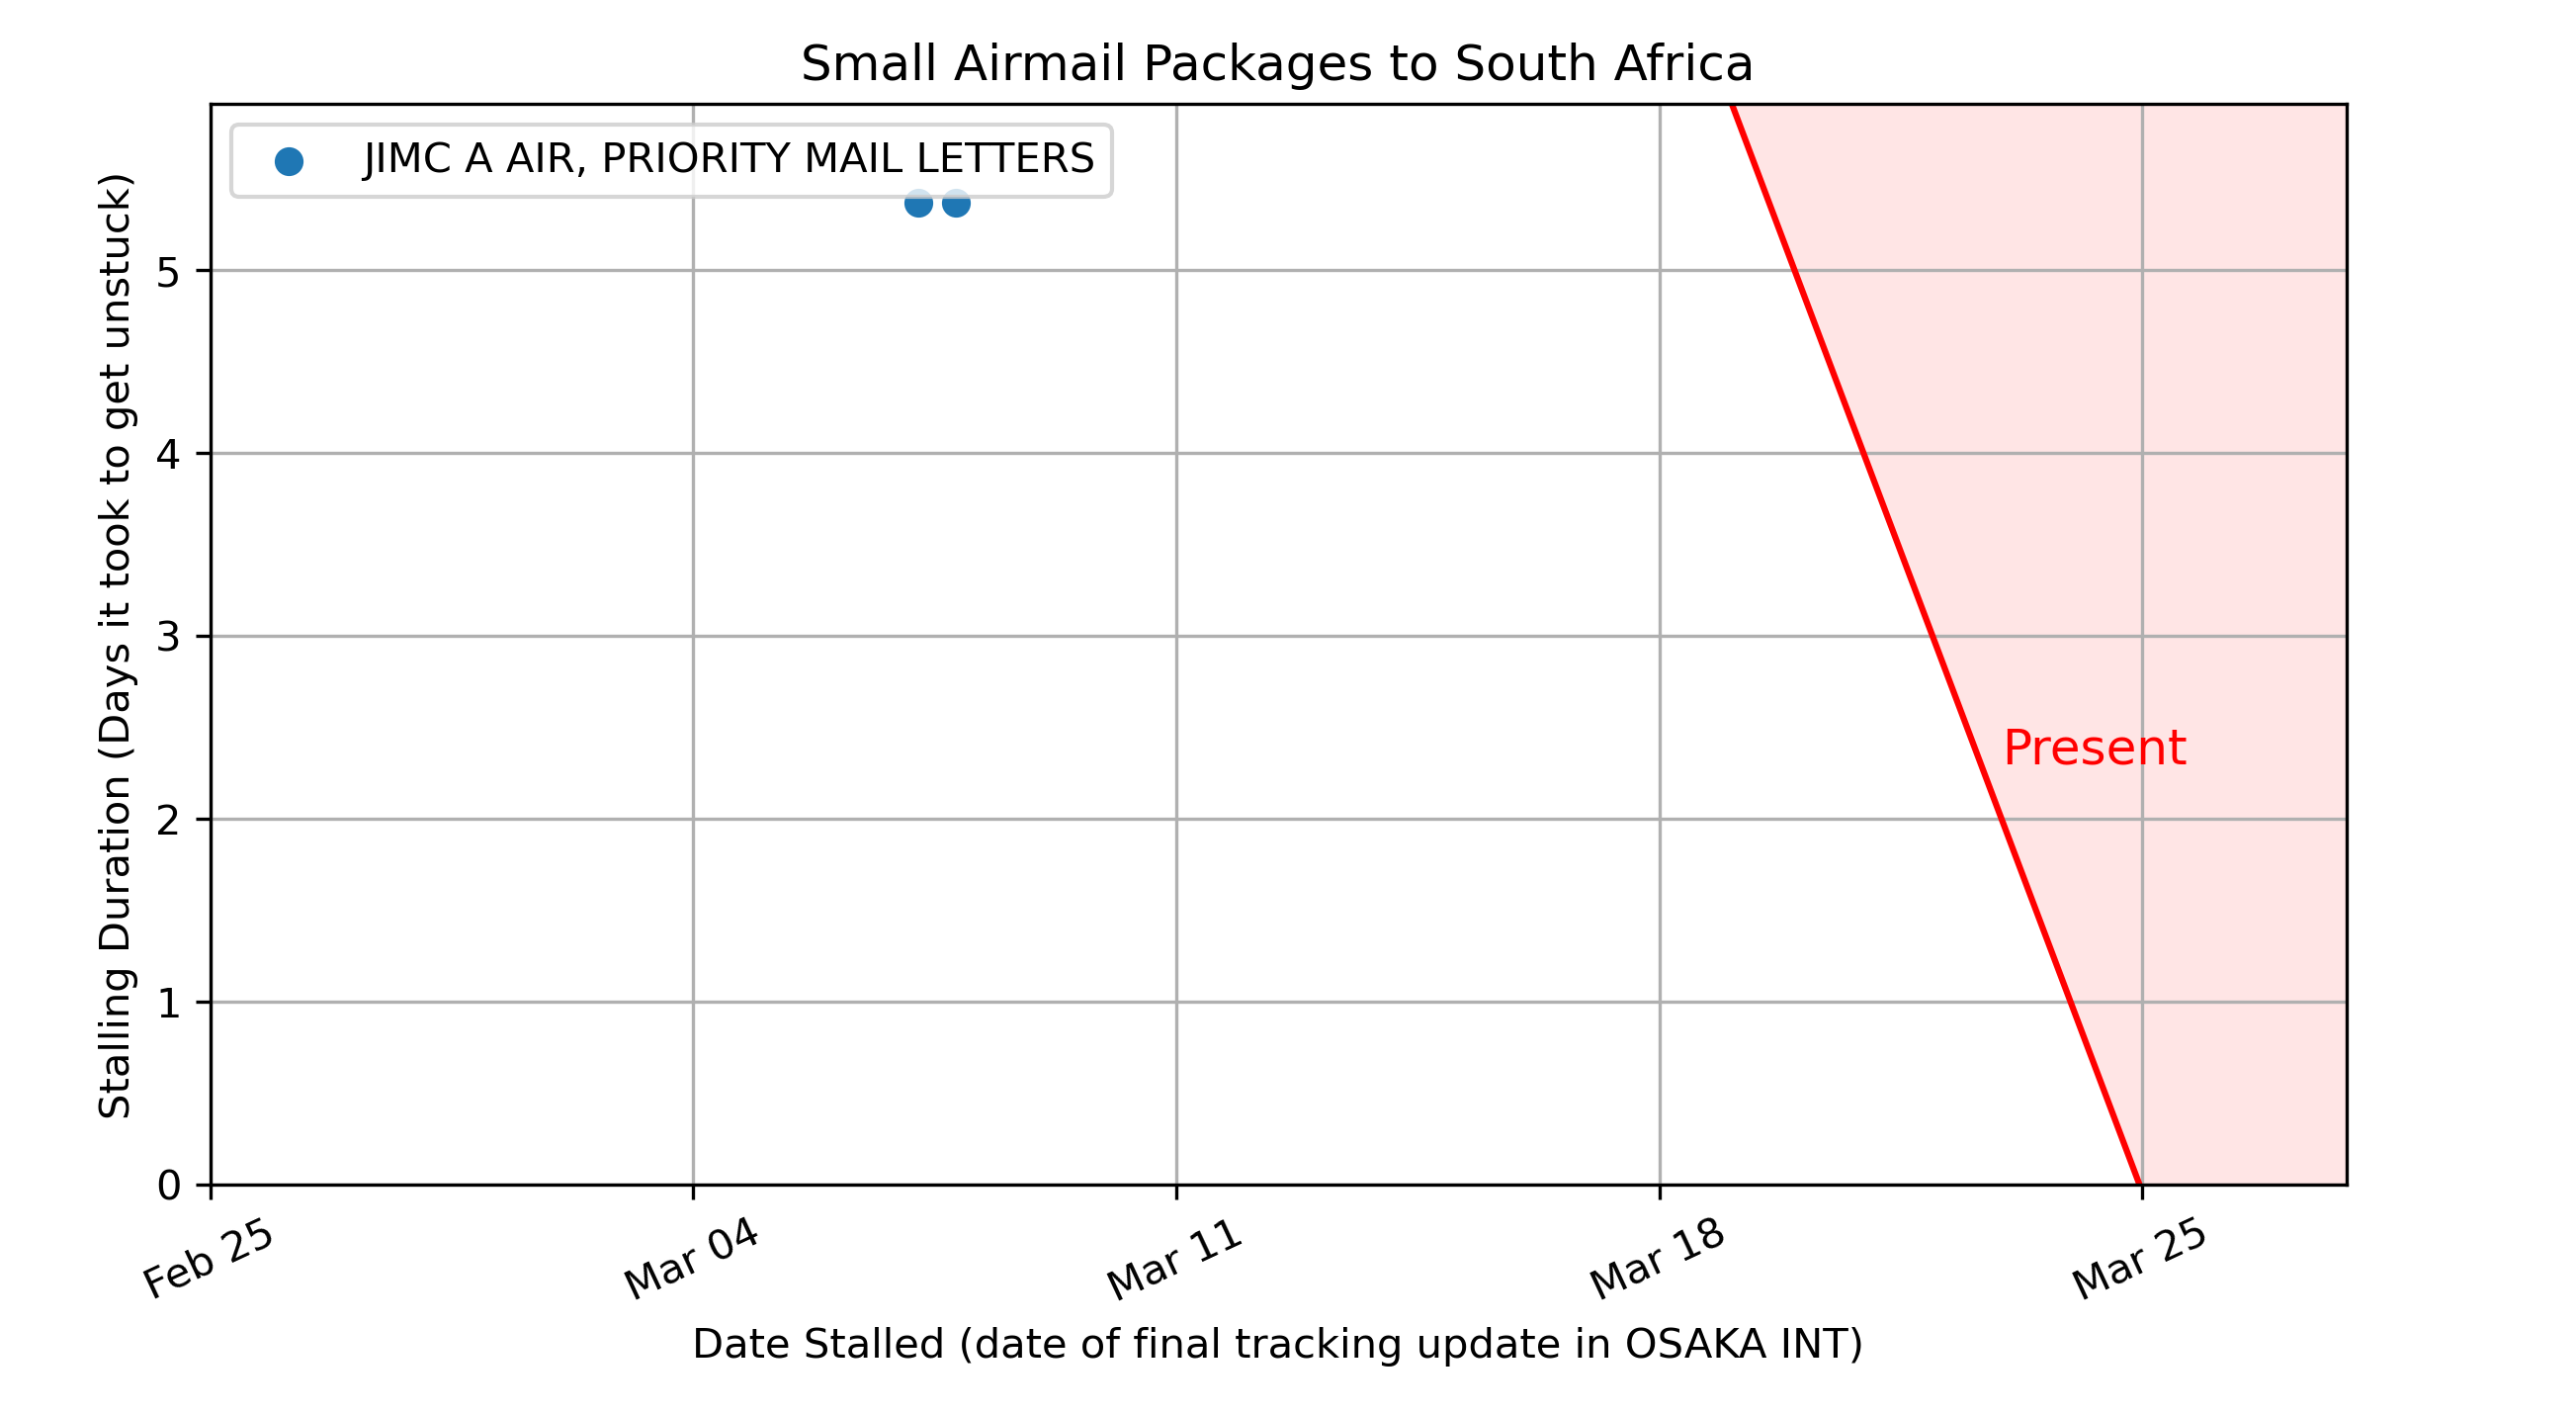 Small Airmail Packages to South Africa
JIMC A AIR, PRIORITY MAIL LETTERS
Stalling Duration (Days it took to get unstuck)
5
4
3
2
1
0
Present
Feb 25
Mar 04
Mar 11
Mar 18
Mar 25
Date Stalled (date of final tracking update in OSAKA INT)